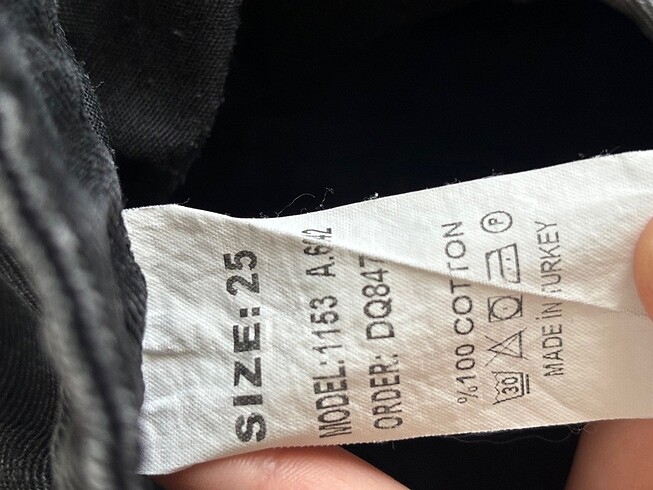 SIZE: 25
MODEL:1153 A.642
ORDER: DQ847
%100 COTTON
30 P
MADE IN TURKEY